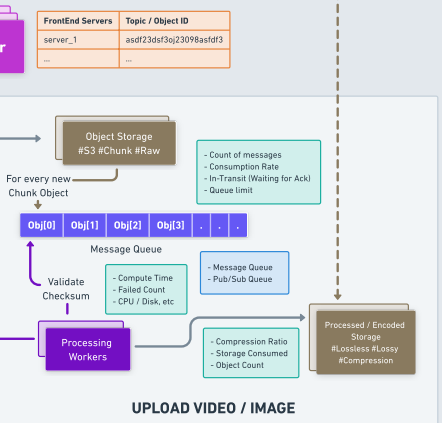 FrontEnd Servers
Topic / Object ID
server_1
asdf23dsf3oj23098asfdf3
...
...
r
Object Storage
#S3 #Chunk #Raw
- Count of messages
- Consumption Rate
- In-Transit (Waiting for Ack)
- Queue limit
For every new
Chunk Object
Obj[0]
Obj[1]
Obj[2]
Obj[3]
.
.
.
Message Queue
- Message Queue
- Pub/Sub Queue
- Compute Time
- Failed Count
- CPU / Disk, etc
Validate
Checksum
Processing
Workers
- Compression Ratio
- Storage Consumed
- Object Count
Processed / Encoded
Storage
#Lossless #Lossy
#Compression
UPLOAD VIDEO / IMAGE